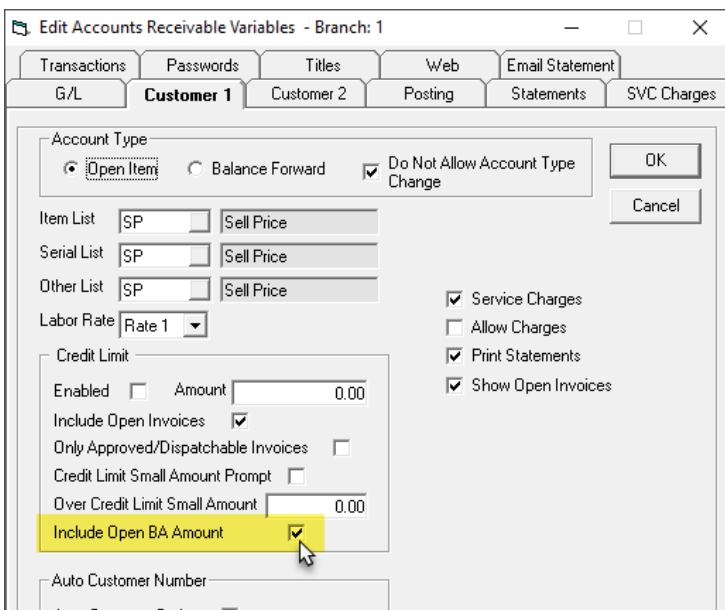 Edit Accounts Receivable Variables - Branch: 1
Transactions Passwords Titles Web Email Statement
G/L Customer 1 Customer 2 Posting Statements SVC Charges
Account Type
Open Item Balance Forward Do Not Allow Account Type Change
OK
Cancel
Item List SP Sell Price
Serial List SP Sell Price
Other List SP Sell Price
Labor Rate Rate 1
Service Charges
Allow Charges
Print Statements
Show Open Invoices
Credit Limit
Enabled Amount 0.00
Include Open Invoices
Only Approved/Dispatchable Invoices
Credit Limit Small Amount Prompt
Over Credit Limit Small Amount 0.00
Include Open BA Amount
Auto Customer Number